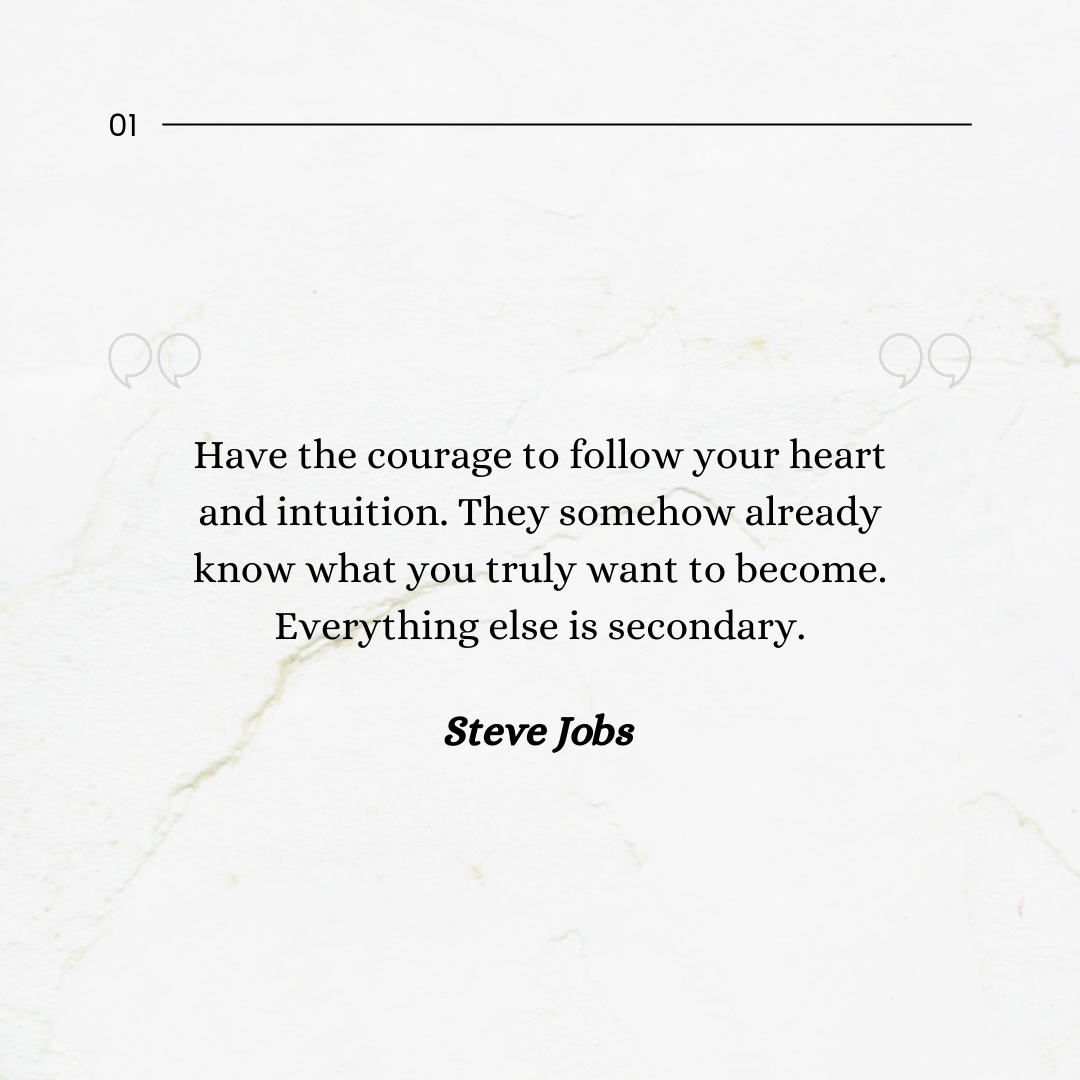 01
Have the courage to follow your heart
and intuition. They somehow already
know what you truly want to become.
Everything else is secondary.
Steve Jobs